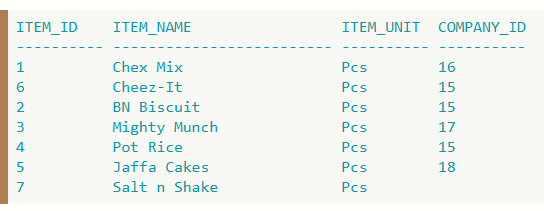 ITEM_ID ITEM_NAME ITEM_UNIT COMPANY_ID
---------- ------------------------- ---------- ----------
1 Chex Mix Pcs 16
6 Cheez-It Pcs 15
2 BN Biscuit Pcs 15
3 Mighty Munch Pcs 17
4 Pot Rice Pcs 15
5 Jaffa Cakes Pcs 18
7 Salt n Shake Pcs